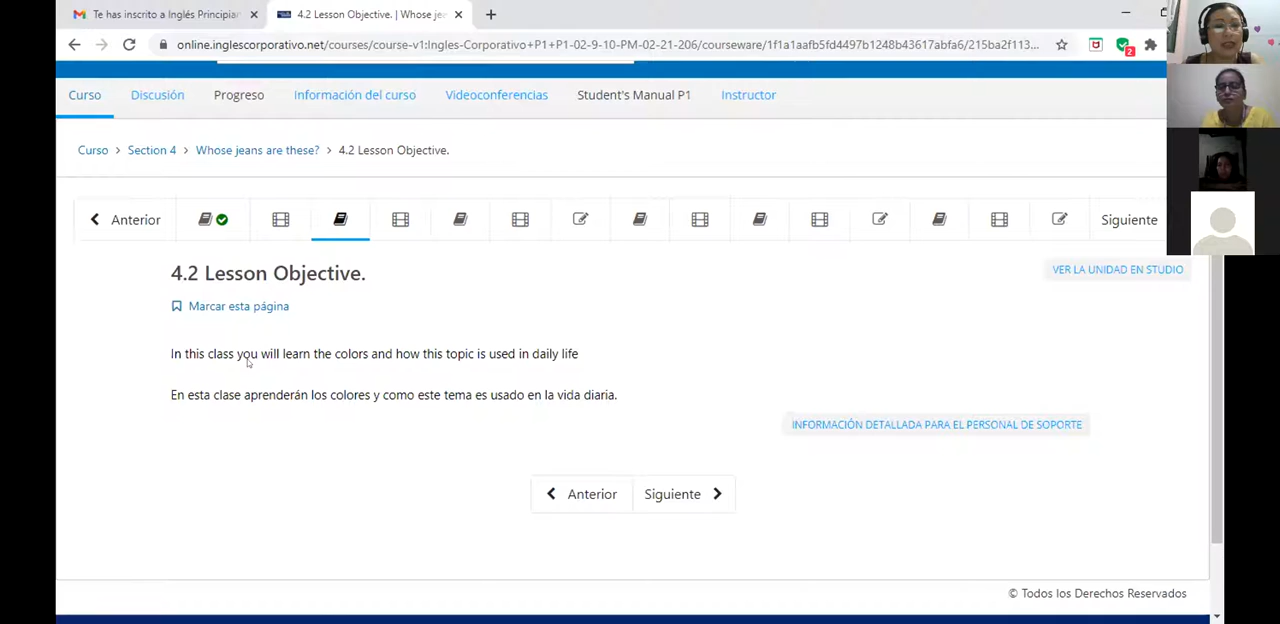 Te has inscrito a Inglés Principian
4.2 Lesson Objective. | Whose je
online.inglescorporativo.net/courses/course-v1:Ingles-Corporativo+P1+P1-02-9-10-PM-02-21-206/courseware/1f1a1aafb5fd4497b1248b43617abfa6/215ba2f113...
2
Curso
Discusión
Progreso
Información del curso
Videoconferencias
Student's Manual P1
Instructor
Curso > Section 4 > Whose jeans are these? > 4.2 Lesson Objective.
Anterior
Siguiente
4.2 Lesson Objective.
VER LA UNIDAD EN STUDIO
Marcar esta página
In this class you will learn the colors and how this topic is used in daily life
En esta clase aprenderán los colores y como este tema es usado en la vida diaria.
INFORMACIÓN DETALLADA PARA EL PERSONAL DE SOPORTE
Anterior
Siguiente
© Todos los Derechos Reservados